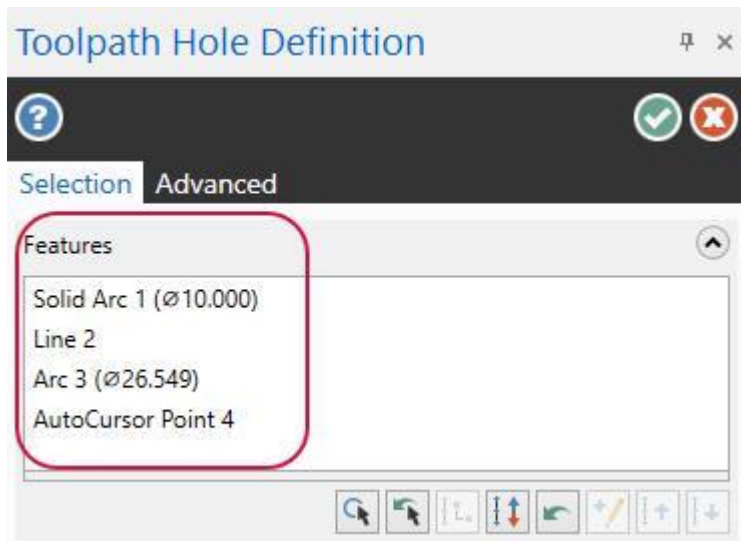 Toolpath Hole Definition
Selection Advanced
Features
Solid Arc 1 (⌀10.000)
Line 2
Arc 3 (⌀26.549)
AutoCursor Point 4